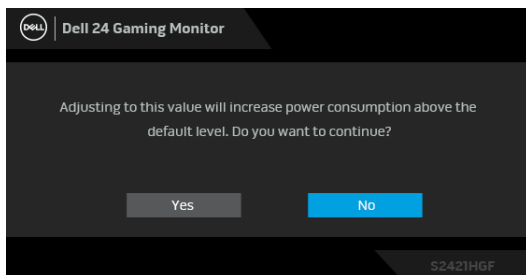 DELL
Dell 24 Gaming Monitor
Adjusting to this value will increase power consumption above the
default level. Do you want to continue?
Yes No
S2421HGF